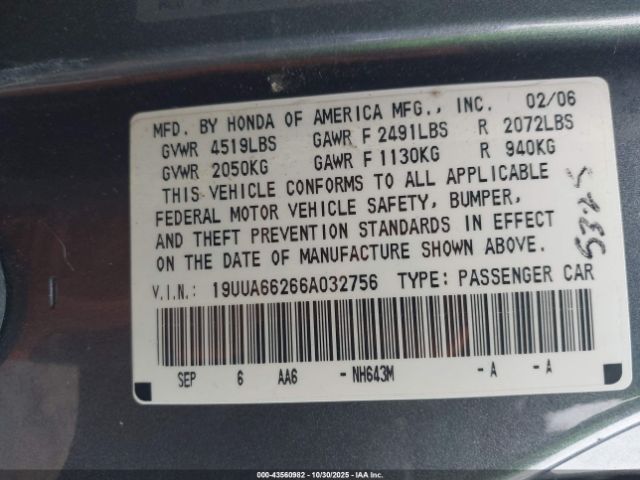 MFD. BY HONDA OF AMERICA MFG., INC. 02/06
GVWR 4519LBS GAWR F 2491LBS R 2072LBS
GVWR 2050KG GAWR F 1130KG R 940KG
THIS VEHICLE CONFORMS TO ALL APPLICABLE
FEDERAL MOTOR VEHICLE SAFETY, BUMPER,
AND THEFT PREVENTION STANDARDS IN EFFECT
ON THE DATE OF MANUFACTURE SHOWN ABOVE.
V.I.N.: 19UUA66266A032756 TYPE: PASSENGER CAR
SEP 6 AA6 - NH643M - A - A
000-43560982 | 10/30/2025 | IAA Inc.